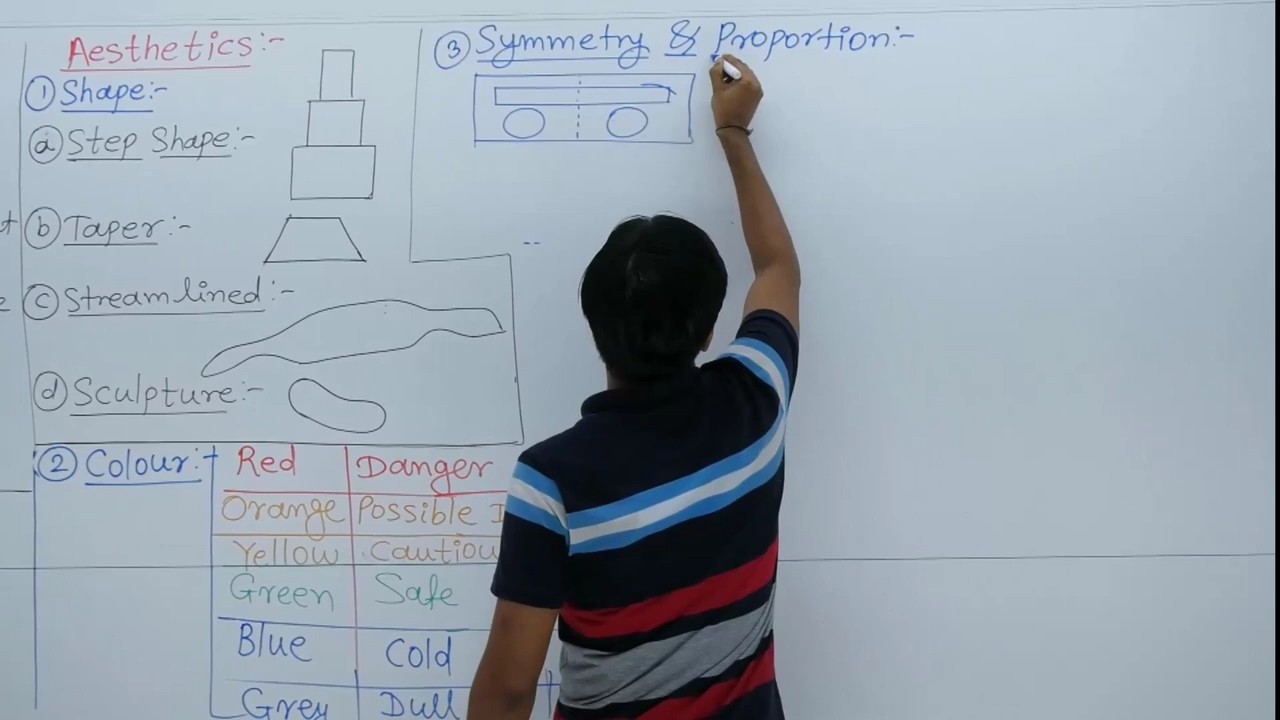 Aesthetics:-
① Shape:-
ⓐ Step Shape:-
ⓑ Taper:-
ⓒ Streamlined:-
ⓓ Sculpture:-
② Colour:-
Red Danger
Orange Possible
Yellow Caution
Green Safe
Blue Cold
Grey Dull
③ Symmetry & Proportion:-